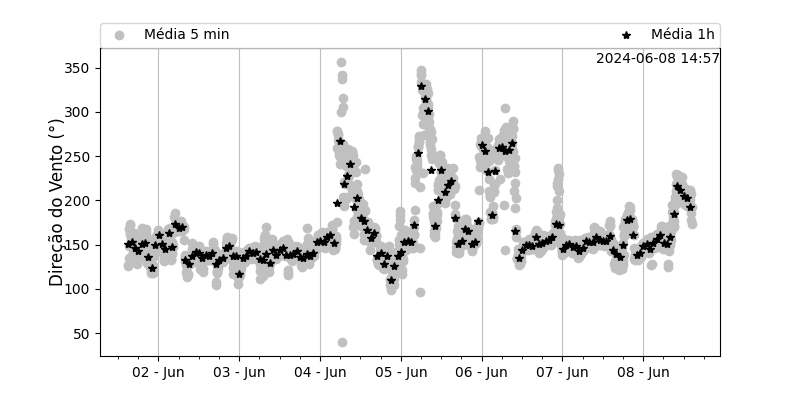 Média 5 min
Média 1h
2024-06-08 14:57
Direção do Vento (°)
350
300
250
200
150
100
50
02 - Jun
03 - Jun
04 - Jun
05 - Jun
06 - Jun
07 - Jun
08 - Jun